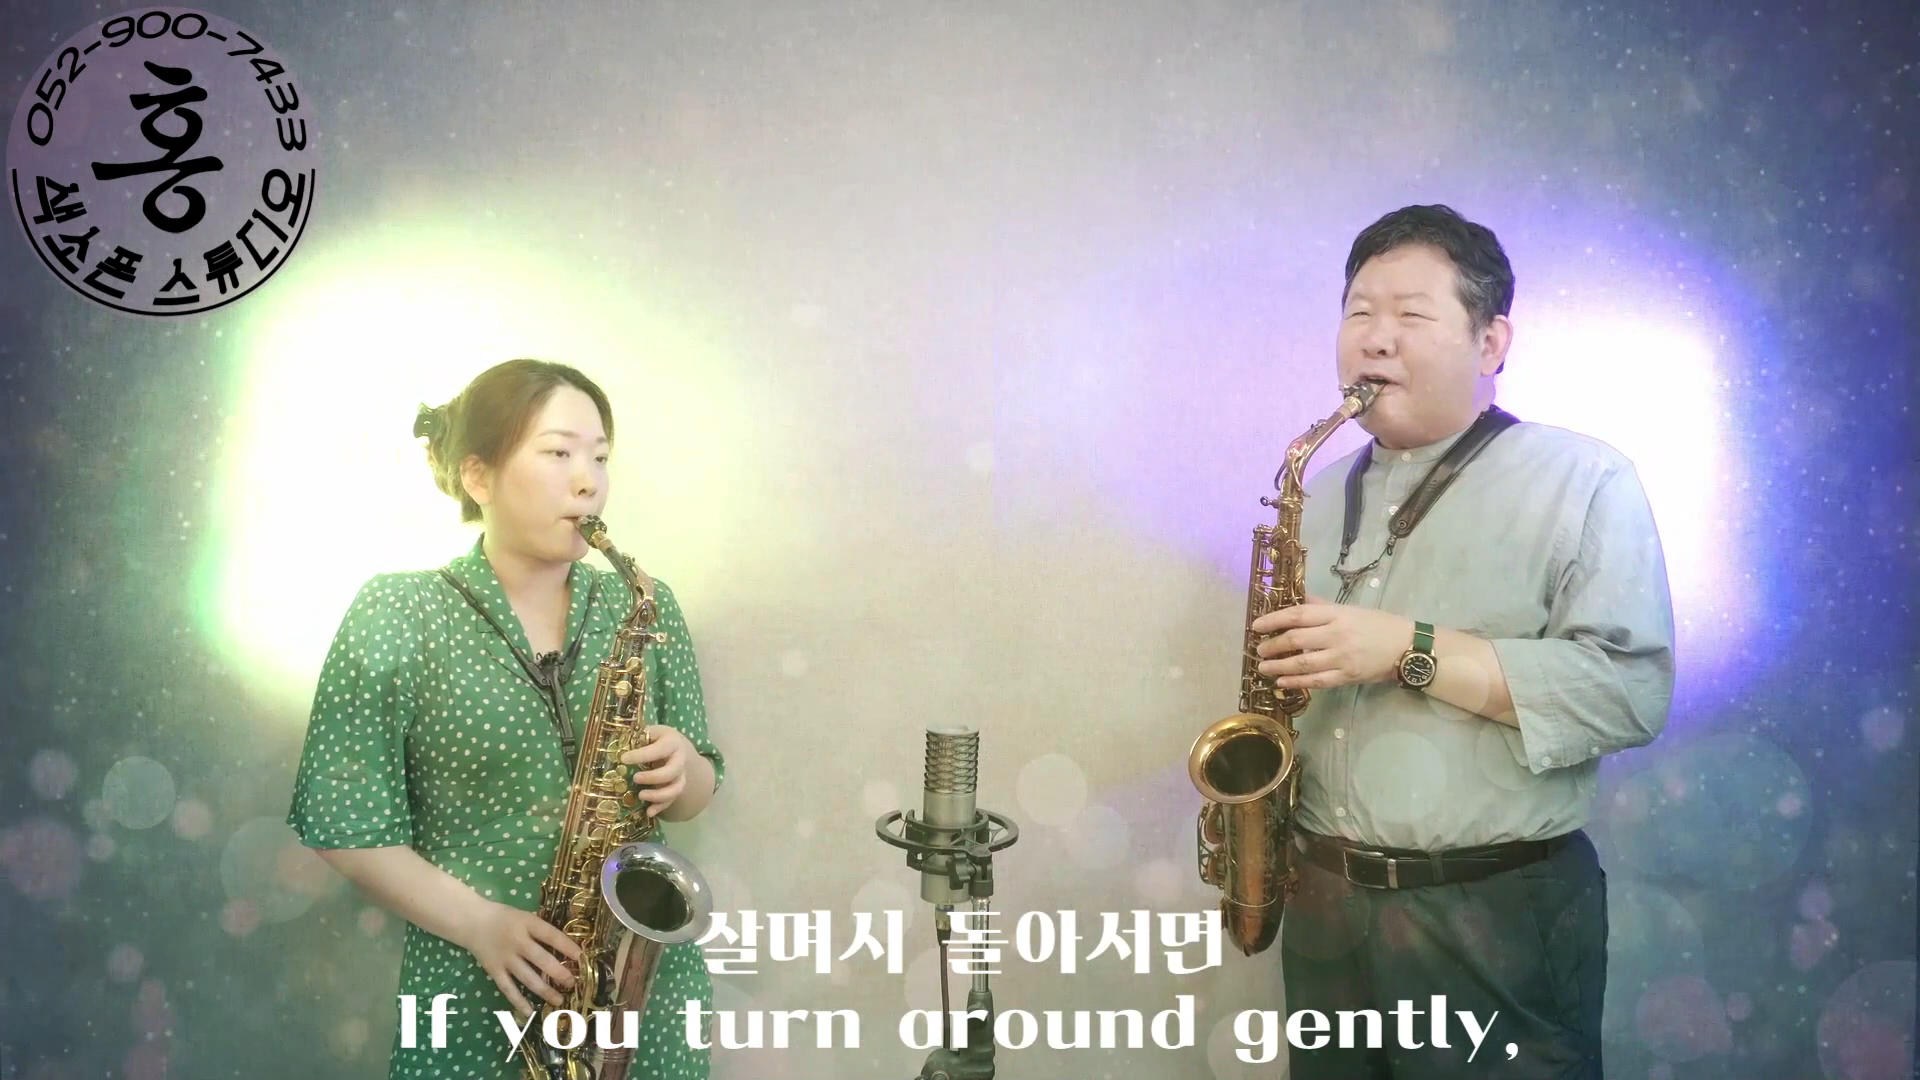 052-900-7433
홍
색소폰 스튜디오
살며시 돌아서면
If you turn around gently,